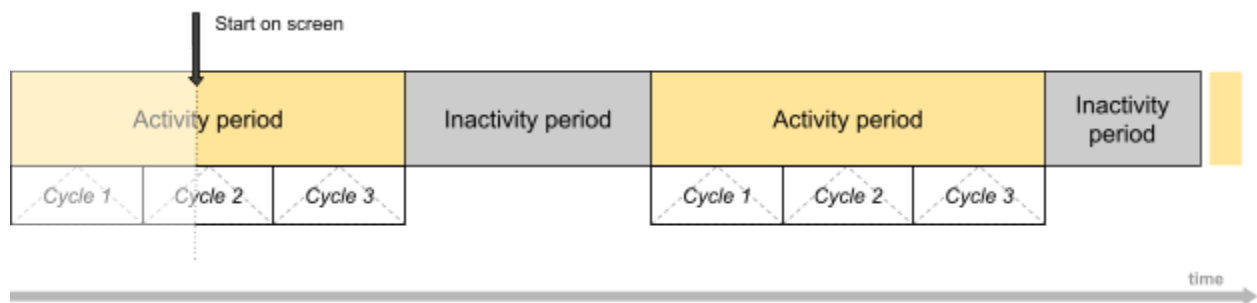 Start on screen
Activity period
Inactivity period
Activity period
Inactivity
period
Cycle 1
Cycle 2
Cycle 3
Cycle 1
Cycle 2
Cycle 3
time